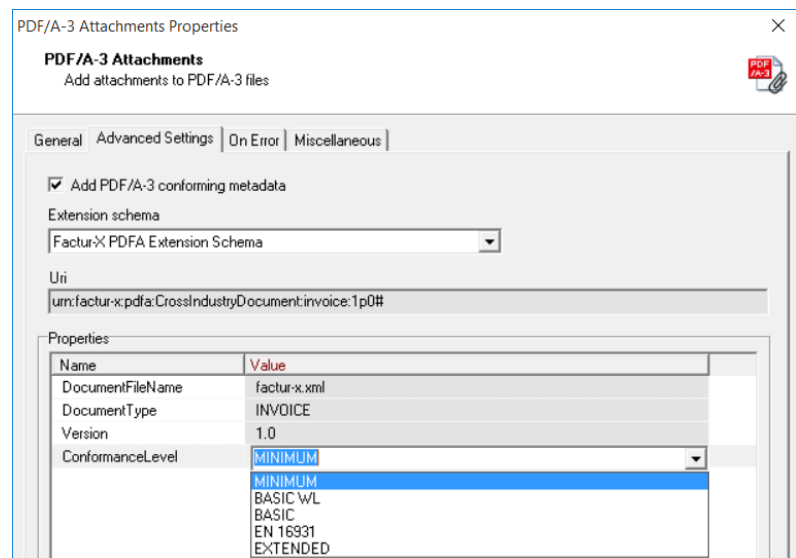 PDF/A-3 Attachments Properties
PDF/A-3 Attachments
Add attachments to PDF/A-3 files
PDF
/A-3
General Advanced Settings On Error Miscellaneous
Add PDF/A-3 conforming metadata
Extension schema
Factur-X PDFA Extension Schema
Uri
urn:factur-x:pdfa:CrossIndustryDocument:invoice:1p0#
Properties
Name Value
DocumentFileName factur-x.xml
DocumentType INVOICE
Version 1.0
ConformanceLevel MINIMUM
MINIMUM
BASIC WL
BASIC
EN 16931
EXTENDED